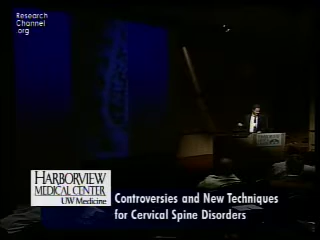 Research
Channel
.org
HARBORVIEW
MEDICAL CENTER
UW Medicine
Controversies and New Techniques
for Cervical Spine Disorders